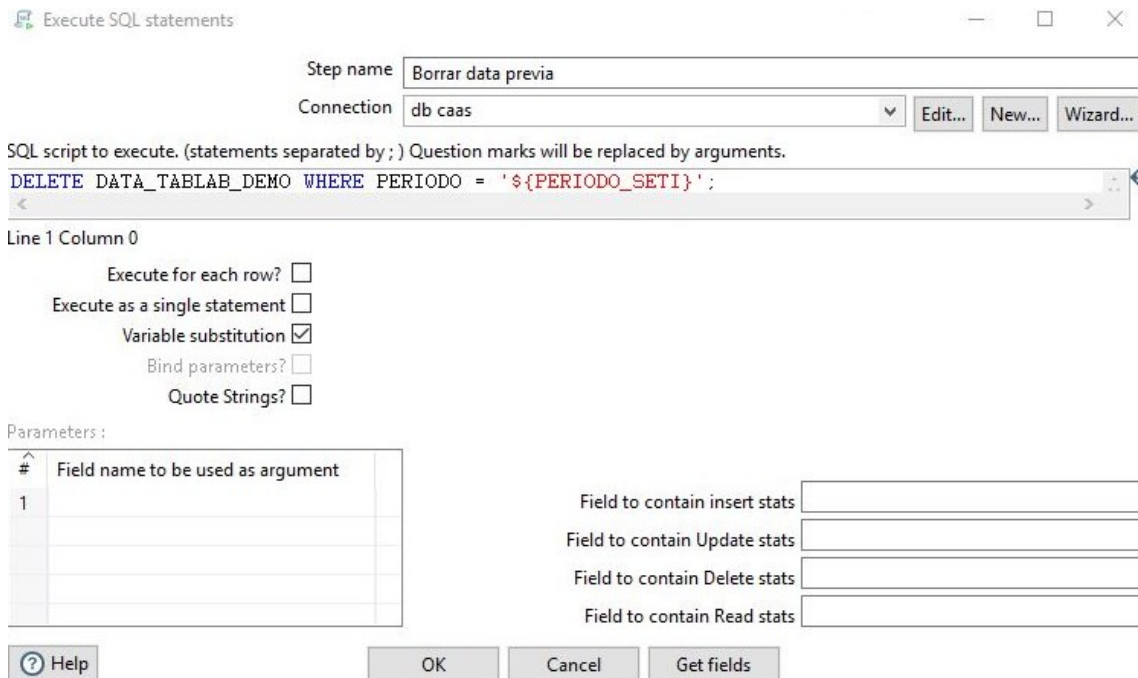 Execute SQL statements
Step name Borrar data previa
Connection db caas Edit... New... Wizard...
SQL script to execute. (statements separated by ; ) Question marks will be replaced by arguments.
DELETE DATA_TABLAB_DEMO WHERE PERIODO = '${PERIODO_SETI}';
Line 1 Column 0
Execute for each row?
Execute as a single statement
Variable substitution
Bind parameters?
Quote Strings?
Parameters :
# Field name to be used as argument
1
Field to contain insert stats
Field to contain Update stats
Field to contain Delete stats
Field to contain Read stats
? Help OK Cancel Get fields